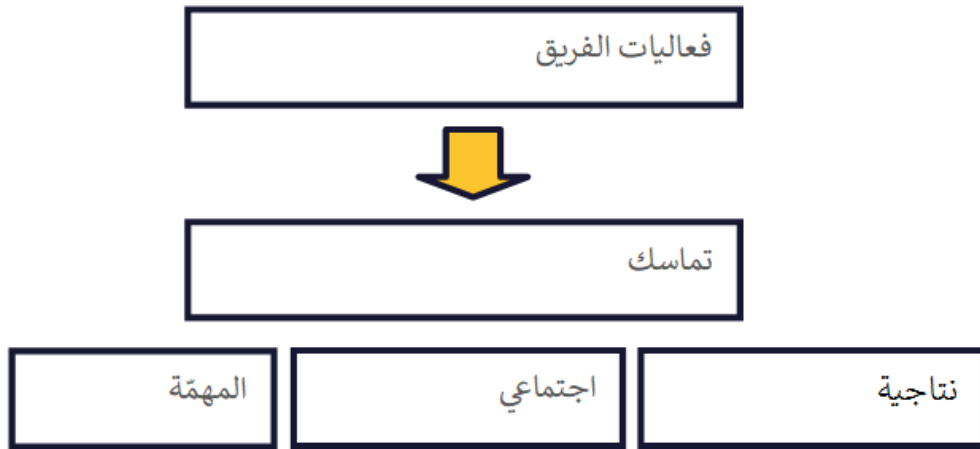 فعاليات الفريق
تماسك
نتاجية
اجتماعي
المهمّة